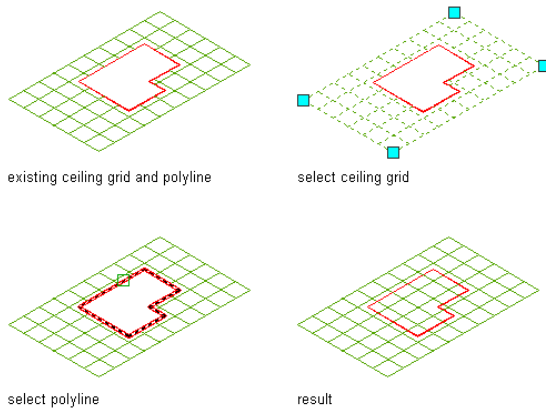 existing ceiling grid and polyline
select ceiling grid
select polyline
result